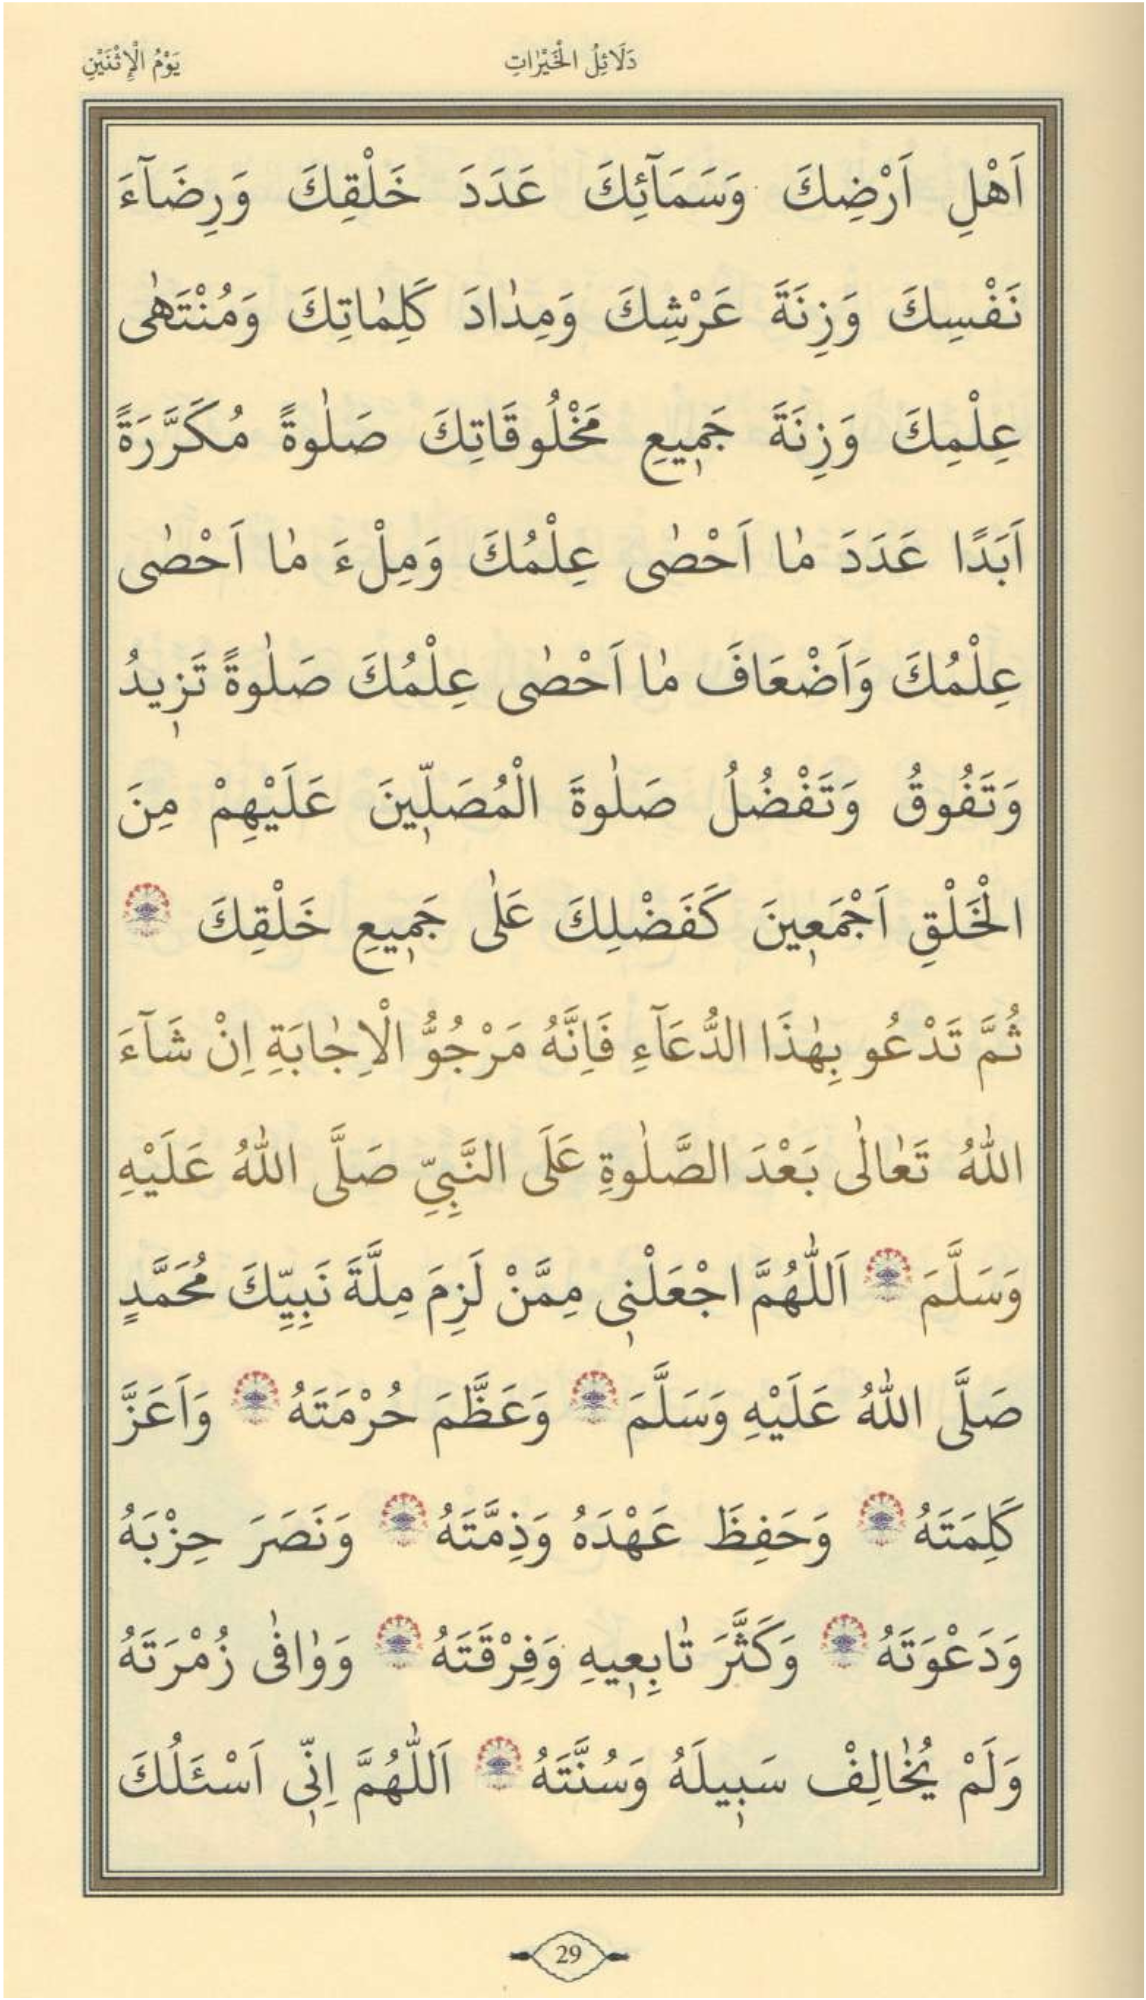 دَلَائِلُ الْخَيْرَاتِ
يَوْمُ الْإِثْنَيْنِ
اَهْلِ اَرْضِكَ وَسَمَآئِكَ عَدَدَ خَلْقِكَ وَرِضَآءَ
نَفْسِكَ وَزِنَةَ عَرْشِكَ وَمِدٰادَ كَلِمٰاتِكَ وَمُنْتَهٰى
عِلْمِكَ وَزِنَةَ جَمٖيعِ مَخْلُوقَاتِكَ صَلٰوةً مُكَرَّرَةً
اَبَدًا عَدَدَ مٰا اَحْصٰى عِلْمُكَ وَمِلْءَ مٰا اَحْصٰى
عِلْمُكَ وَاَضْعَافَ مٰا اَحْصٰى عِلْمُكَ صَلٰوةً تَزٖيدُ
وَتَفُوقُ وَتَفْضُلُ صَلٰوةَ الْمُصَلّٖينَ عَلَيْهِمْ مِنَ
الْخَلْقِ اَجْمَعٖينَ كَفَضْلِكَ عَلٰى جَمٖيعِ خَلْقِكَ
ثُمَّ تَدْعُو بِهٰذَا الدُّعَآءِ فَاِنَّهُ مَرْجُوُّ الْاِجٰابَةِ اِنْ شَآءَ
اللّٰهُ تَعٰالٰى بَعْدَ الصَّلٰوةِ عَلَى النَّبِيِّ صَلَّى اللّٰهُ عَلَيْهِ
وَسَلَّمَ اَللّٰهُمَّ اجْعَلْنٖى مِمَّنْ لَزِمَ مِلَّةَ نَبِيِّكَ مُحَمَّدٍ
صَلَّى اللّٰهُ عَلَيْهِ وَسَلَّمَ وَعَظَّمَ حُرْمَتَهُ وَاَعَزَّ
كَلِمَتَهُ وَحَفِظَ عَهْدَهُ وَذِمَّتَهُ وَنَصَرَ حِزْبَهُ
وَدَعْوَتَهُ وَكَثَّرَ تٰابِعٖيهِ وَفِرْقَتَهُ وَوٰافٰى زُمْرَتَهُ
وَلَمْ يُخٰالِفْ سَبٖيلَهُ وَسُنَّتَهُ اَللّٰهُمَّ اِنّٖى اَسْئَلُكَ
29